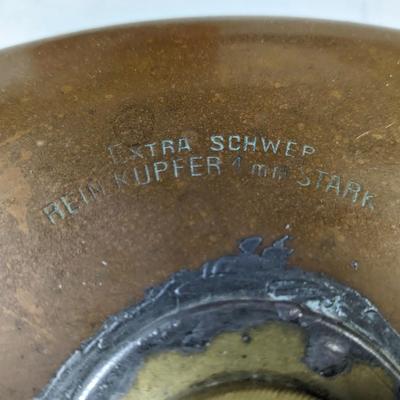 EXTRA SCHWER
REIN KUPFER 1 mm STARK